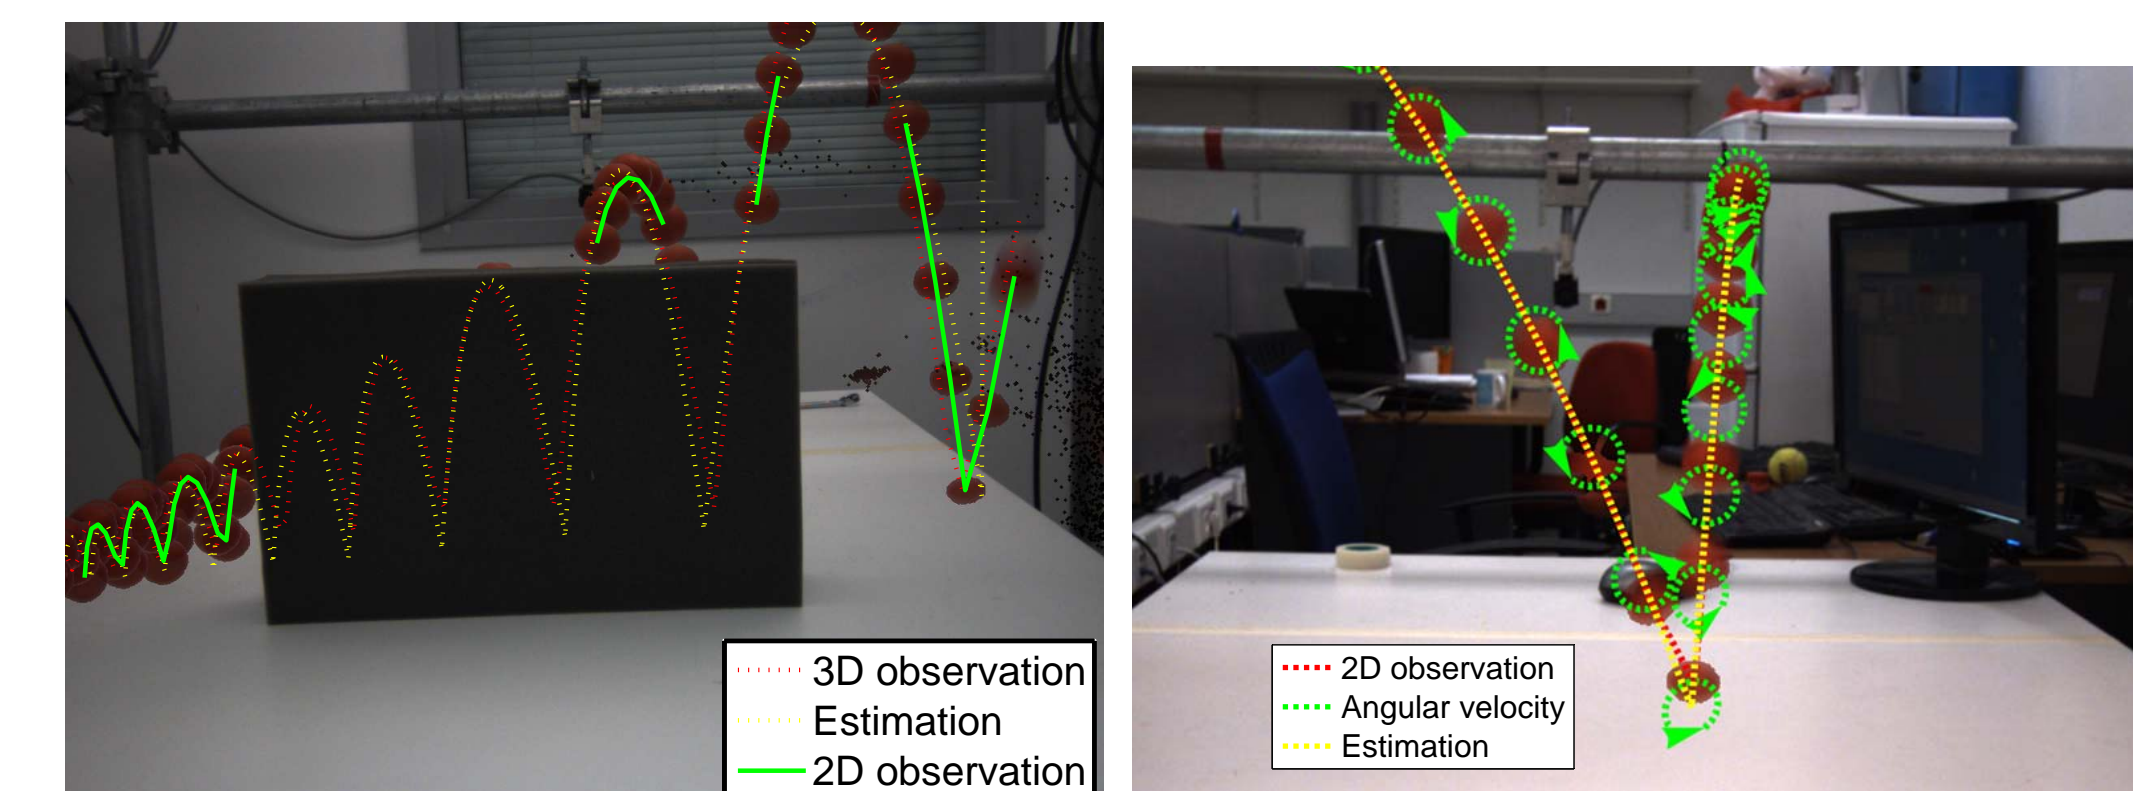 3D observation
Estimation
2D observation
2D observation
Angular velocity
Estimation